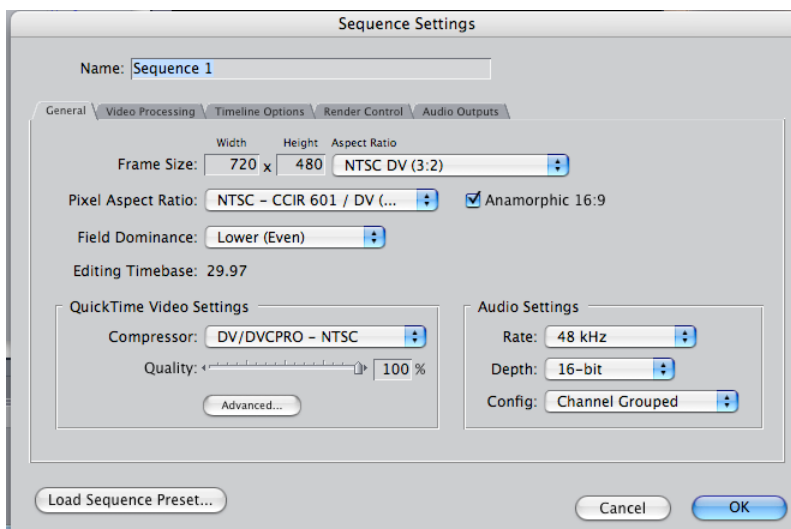 Sequence Settings
Name: Sequence 1
General Video Processing Timeline Options Render Control Audio Outputs
Width Height Aspect Ratio
Frame Size: 720 x 480 NTSC DV (3:2)
Pixel Aspect Ratio: NTSC – CCIR 601 / DV (... Anamorphic 16:9
Field Dominance: Lower (Even)
Editing Timebase: 29.97
QuickTime Video Settings
Compressor: DV/DVCPRO – NTSC
Quality: 100 %
Advanced...
Audio Settings
Rate: 48 kHz
Depth: 16-bit
Config: Channel Grouped
Load Sequence Preset... Cancel OK